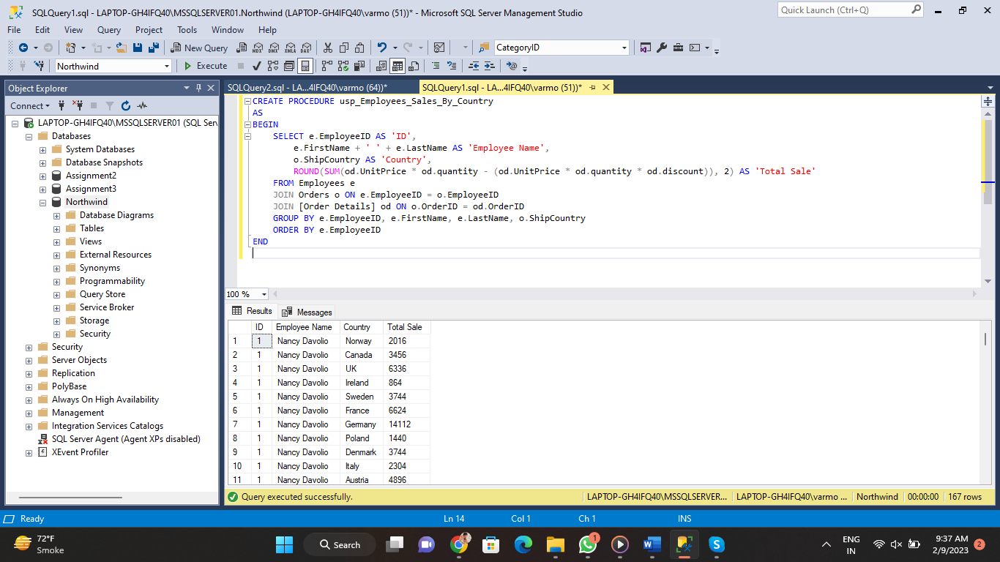 SQLQuery1.sql - LAPTOP-GH4IFQ40\MSSQLSERVER01.Northwind (LAPTOP-GH4IFQ40\varmo (51))* - Microsoft SQL Server Management Studio
Quick Launch (Ctrl+Q)
File Edit View Query Project Tools Window Help
New Query MDX DMX XMLA DAX CategoryID
Northwind Execute
Object Explorer
Connect
LAPTOP-GH4IFQ40\MSSQLSERVER01 (SQL Serv
Databases
System Databases
Database Snapshots
Assignment2
Assignment3
Northwind
Database Diagrams
Tables
Views
External Resources
Synonyms
Programmability
Query Store
Service Broker
Storage
Security
Security
Server Objects
Replication
PolyBase
Always On High Availability
Management
Integration Services Catalogs
SQL Server Agent (Agent XPs disabled)
XEvent Profiler
SQLQuery2.sql - LA...4IFQ40\varmo (64))*
SQLQuery1.sql - LA...4IFQ40\varmo (51))*
CREATE PROCEDURE usp_Employees_Sales_By_Country
AS
BEGIN
SELECT e.EmployeeID AS 'ID',
e.FirstName + ' ' + e.LastName AS 'Employee Name',
o.ShipCountry AS 'Country',
ROUND(SUM(od.UnitPrice * od.quantity - (od.UnitPrice * od.quantity * od.discount)), 2) AS 'Total Sale'
FROM Employees e
JOIN Orders o ON e.EmployeeID = o.EmployeeID
JOIN [Order Details] od ON o.OrderID = od.OrderID
GROUP BY e.EmployeeID, e.FirstName, e.LastName, o.ShipCountry
ORDER BY e.EmployeeID
END
100 %
Results Messages
ID Employee Name Country Total Sale
1 1 Nancy Davolio Norway 2016
2 1 Nancy Davolio Canada 3456
3 1 Nancy Davolio UK 6336
4 1 Nancy Davolio Ireland 864
5 1 Nancy Davolio Sweden 3744
6 1 Nancy Davolio France 6624
7 1 Nancy Davolio Germany 14112
8 1 Nancy Davolio Poland 1440
9 1 Nancy Davolio Denmark 3744
10 1 Nancy Davolio Italy 2304
11 1 Nancy Davolio Austria 4896
Query executed successfully. LAPTOP-GH4IFQ40\MSSQLSERVER... LAPTOP-GH4IFQ40\varmo ... Northwind 00:00:00 167 rows
Ready Ln 14 Col 1 Ch 1 INS
72°F
Smoke
Search
1
ENG
IN
9:37 AM
2/9/2023
2